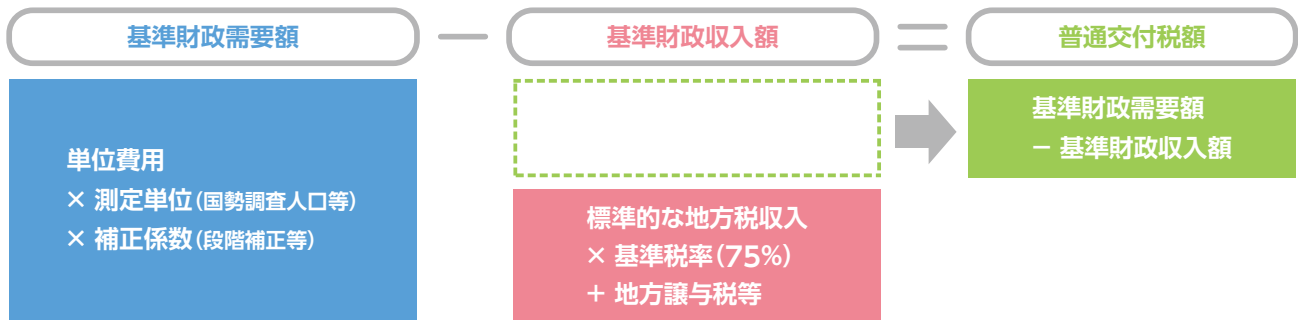 基準財政需要額
基準財政収入額
普通交付税額
単位費用
× 測定単位(国勢調査人口等)
× 補正係数(段階補正等)
標準的な地方税収入
× 基準税率(75%)
+ 地方譲与税等
基準財政需要額
− 基準財政収入額